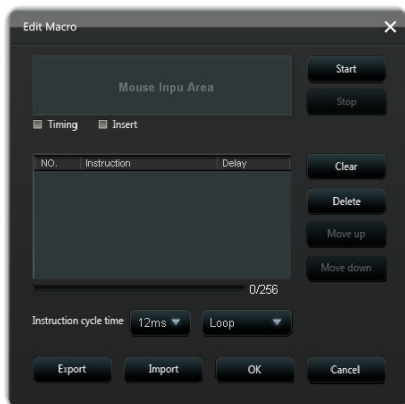 Edit Macro
Mouse Inpu Area
Start
Stop
Timing
Insert
NO. Instruction Delay
Clear
Delete
Move up
Move down
0/256
Instruction cycle time 12ms Loop
Export Import OK Cancel